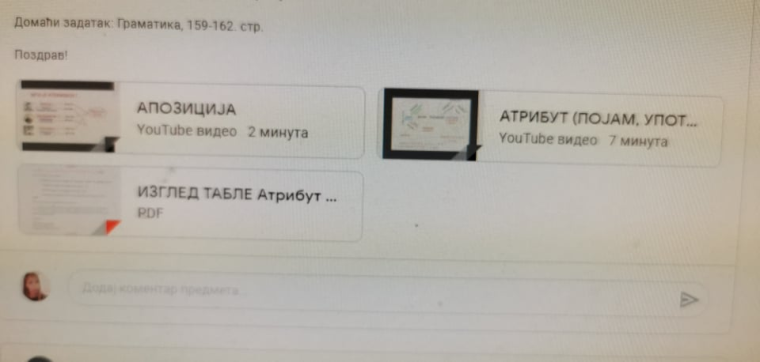 Домаћи задатак: Граматика, 159-162. стр.
Поздрав!
АПОЗИЦИЈА
YouTube видео 2 минута
АТРИБУТ (ПОЈАМ, УПОТ...
YouTube видео 7 минута
ИЗГЛЕД ТАБЛЕ Атрибут ...
PDF
Додај коментар предмета...